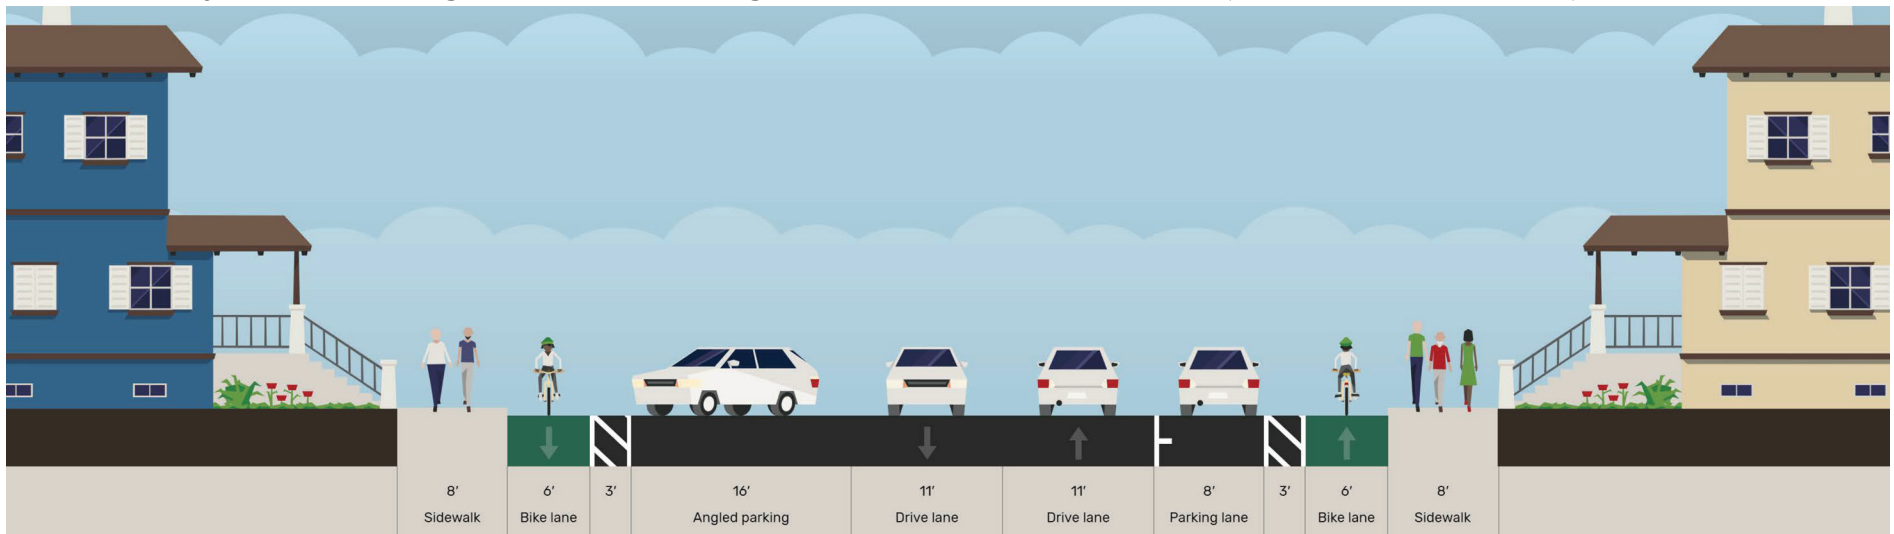 8' 6' 3' 16' 11' 11' 8' 3' 6' 8'
Sidewalk Bike lane Angled parking Drive lane Drive lane Parking lane Bike lane Sidewalk